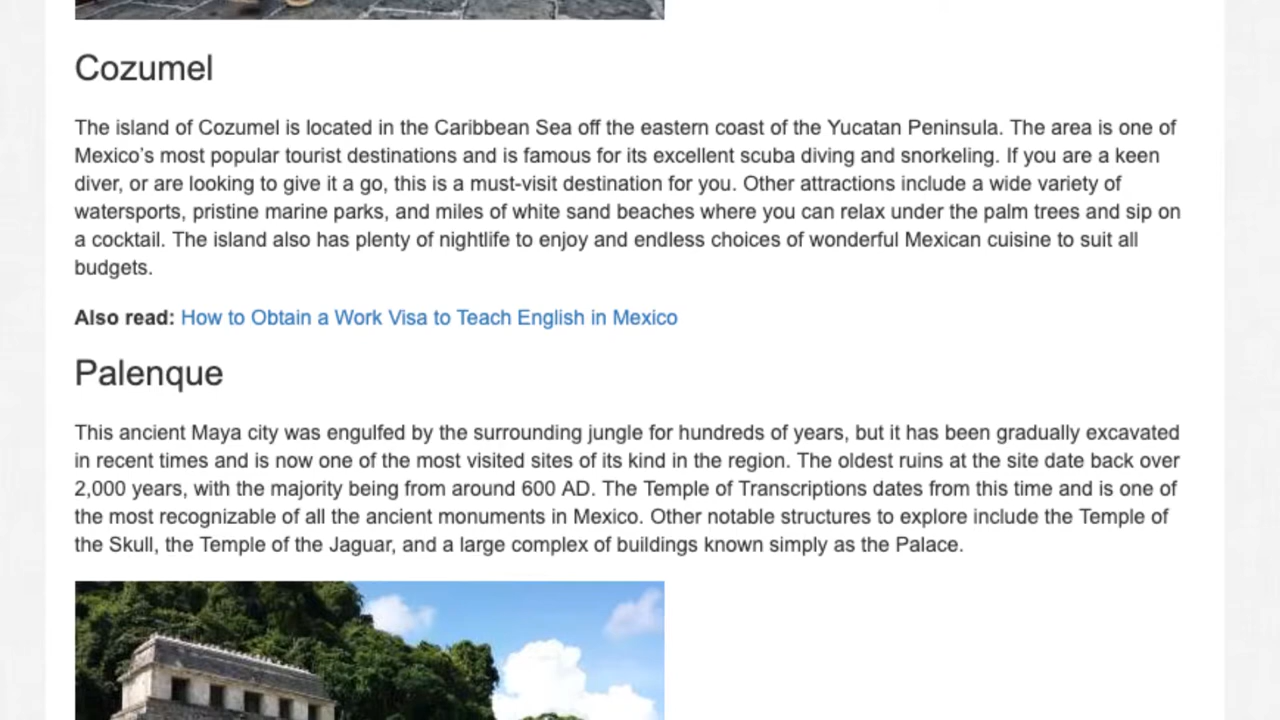 Cozumel
The island of Cozumel is located in the Caribbean Sea off the eastern coast of the Yucatan Peninsula. The area is one of
Mexico’s most popular tourist destinations and is famous for its excellent scuba diving and snorkeling. If you are a keen
diver, or are looking to give it a go, this is a must-visit destination for you. Other attractions include a wide variety of
watersports, pristine marine parks, and miles of white sand beaches where you can relax under the palm trees and sip on
a cocktail. The island also has plenty of nightlife to enjoy and endless choices of wonderful Mexican cuisine to suit all
budgets.
Also read: How to Obtain a Work Visa to Teach English in Mexico
Palenque
This ancient Maya city was engulfed by the surrounding jungle for hundreds of years, but it has been gradually excavated
in recent times and is now one of the most visited sites of its kind in the region. The oldest ruins at the site date back over
2,000 years, with the majority being from around 600 AD. The Temple of Transcriptions dates from this time and is one of
the most recognizable of all the ancient monuments in Mexico. Other notable structures to explore include the Temple of
the Skull, the Temple of the Jaguar, and a large complex of buildings known simply as the Palace.